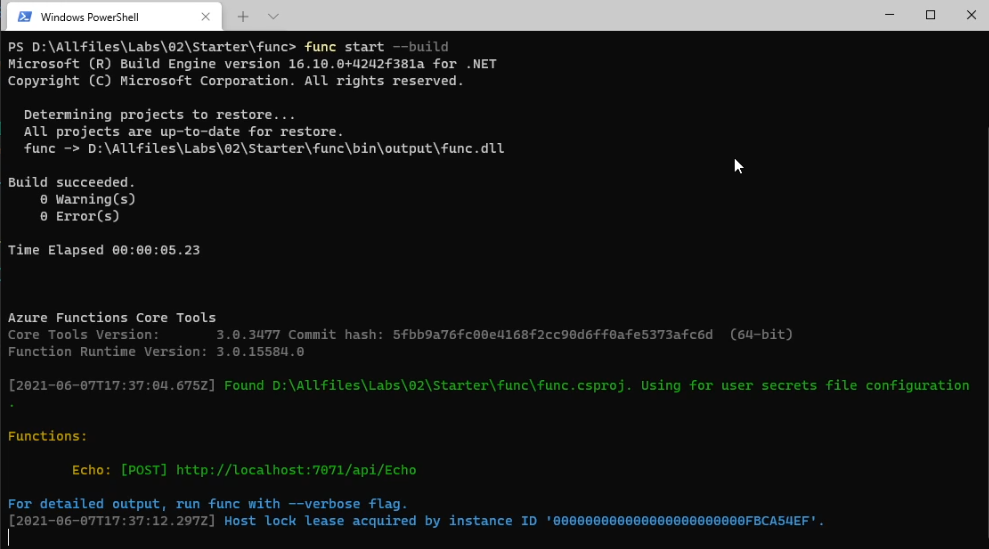 Windows PowerShell
PS D:\Allfiles\Labs\02\Starter\func> func start --build
Microsoft (R) Build Engine version 16.10.0+4242f381a for .NET
Copyright (C) Microsoft Corporation. All rights reserved.
Determining projects to restore...
All projects are up-to-date for restore.
func -> D:\Allfiles\Labs\02\Starter\func\bin\output\func.dll
Build succeeded.
0 Warning(s)
0 Error(s)
Time Elapsed 00:00:05.23
Azure Functions Core Tools
Core Tools Version: 3.0.3477 Commit hash: 5fbb9a76fc00e4168f2cc90d6ff0afe5373afc6d (64-bit)
Function Runtime Version: 3.0.15584.0
[2021-06-07T17:37:04.675Z] Found D:\Allfiles\Labs\02\Starter\func\func.csproj. Using for user secrets file configuration
.
Functions:
Echo: [POST] http://localhost:7071/api/Echo
For detailed output, run func with --verbose flag.
[2021-06-07T17:37:12.297Z] Host lock lease acquired by instance ID '000000000000000000000000FBCA54EF'.